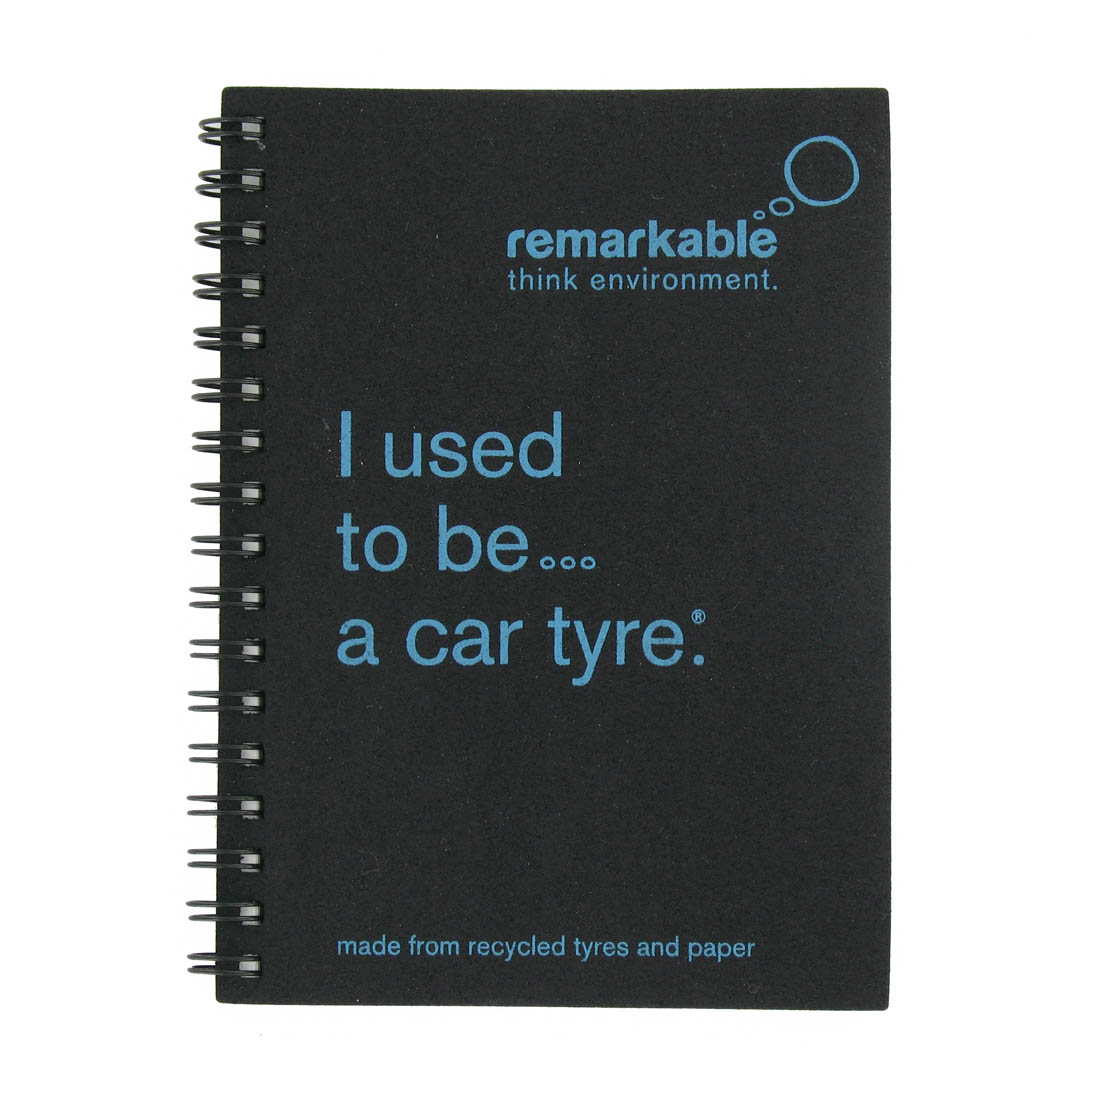 remarkable
think environment.
I used
to be...
a car tyre.®
made from recycled tyres and paper